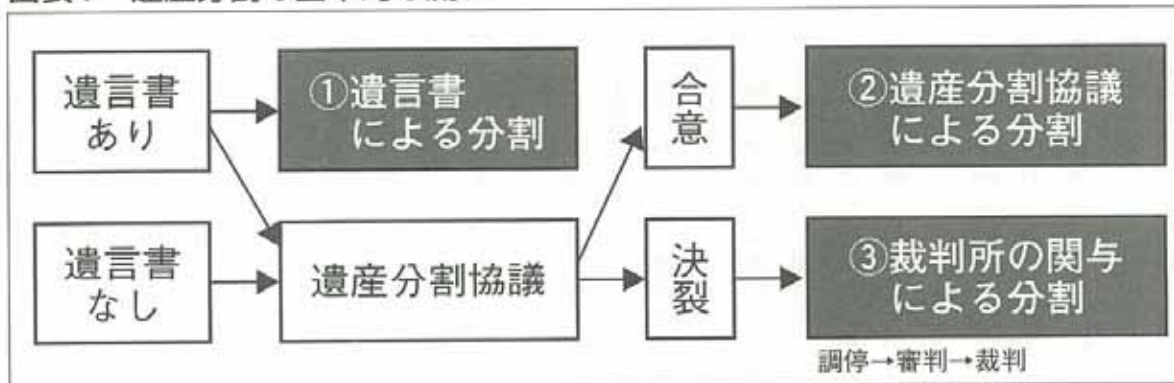 遺言書
あり
①遺言書
による分割
合意
②遺産分割協議
による分割
遺言書
なし
遺産分割協議
決裂
③裁判所の関与
による分割
調停→審判→裁判